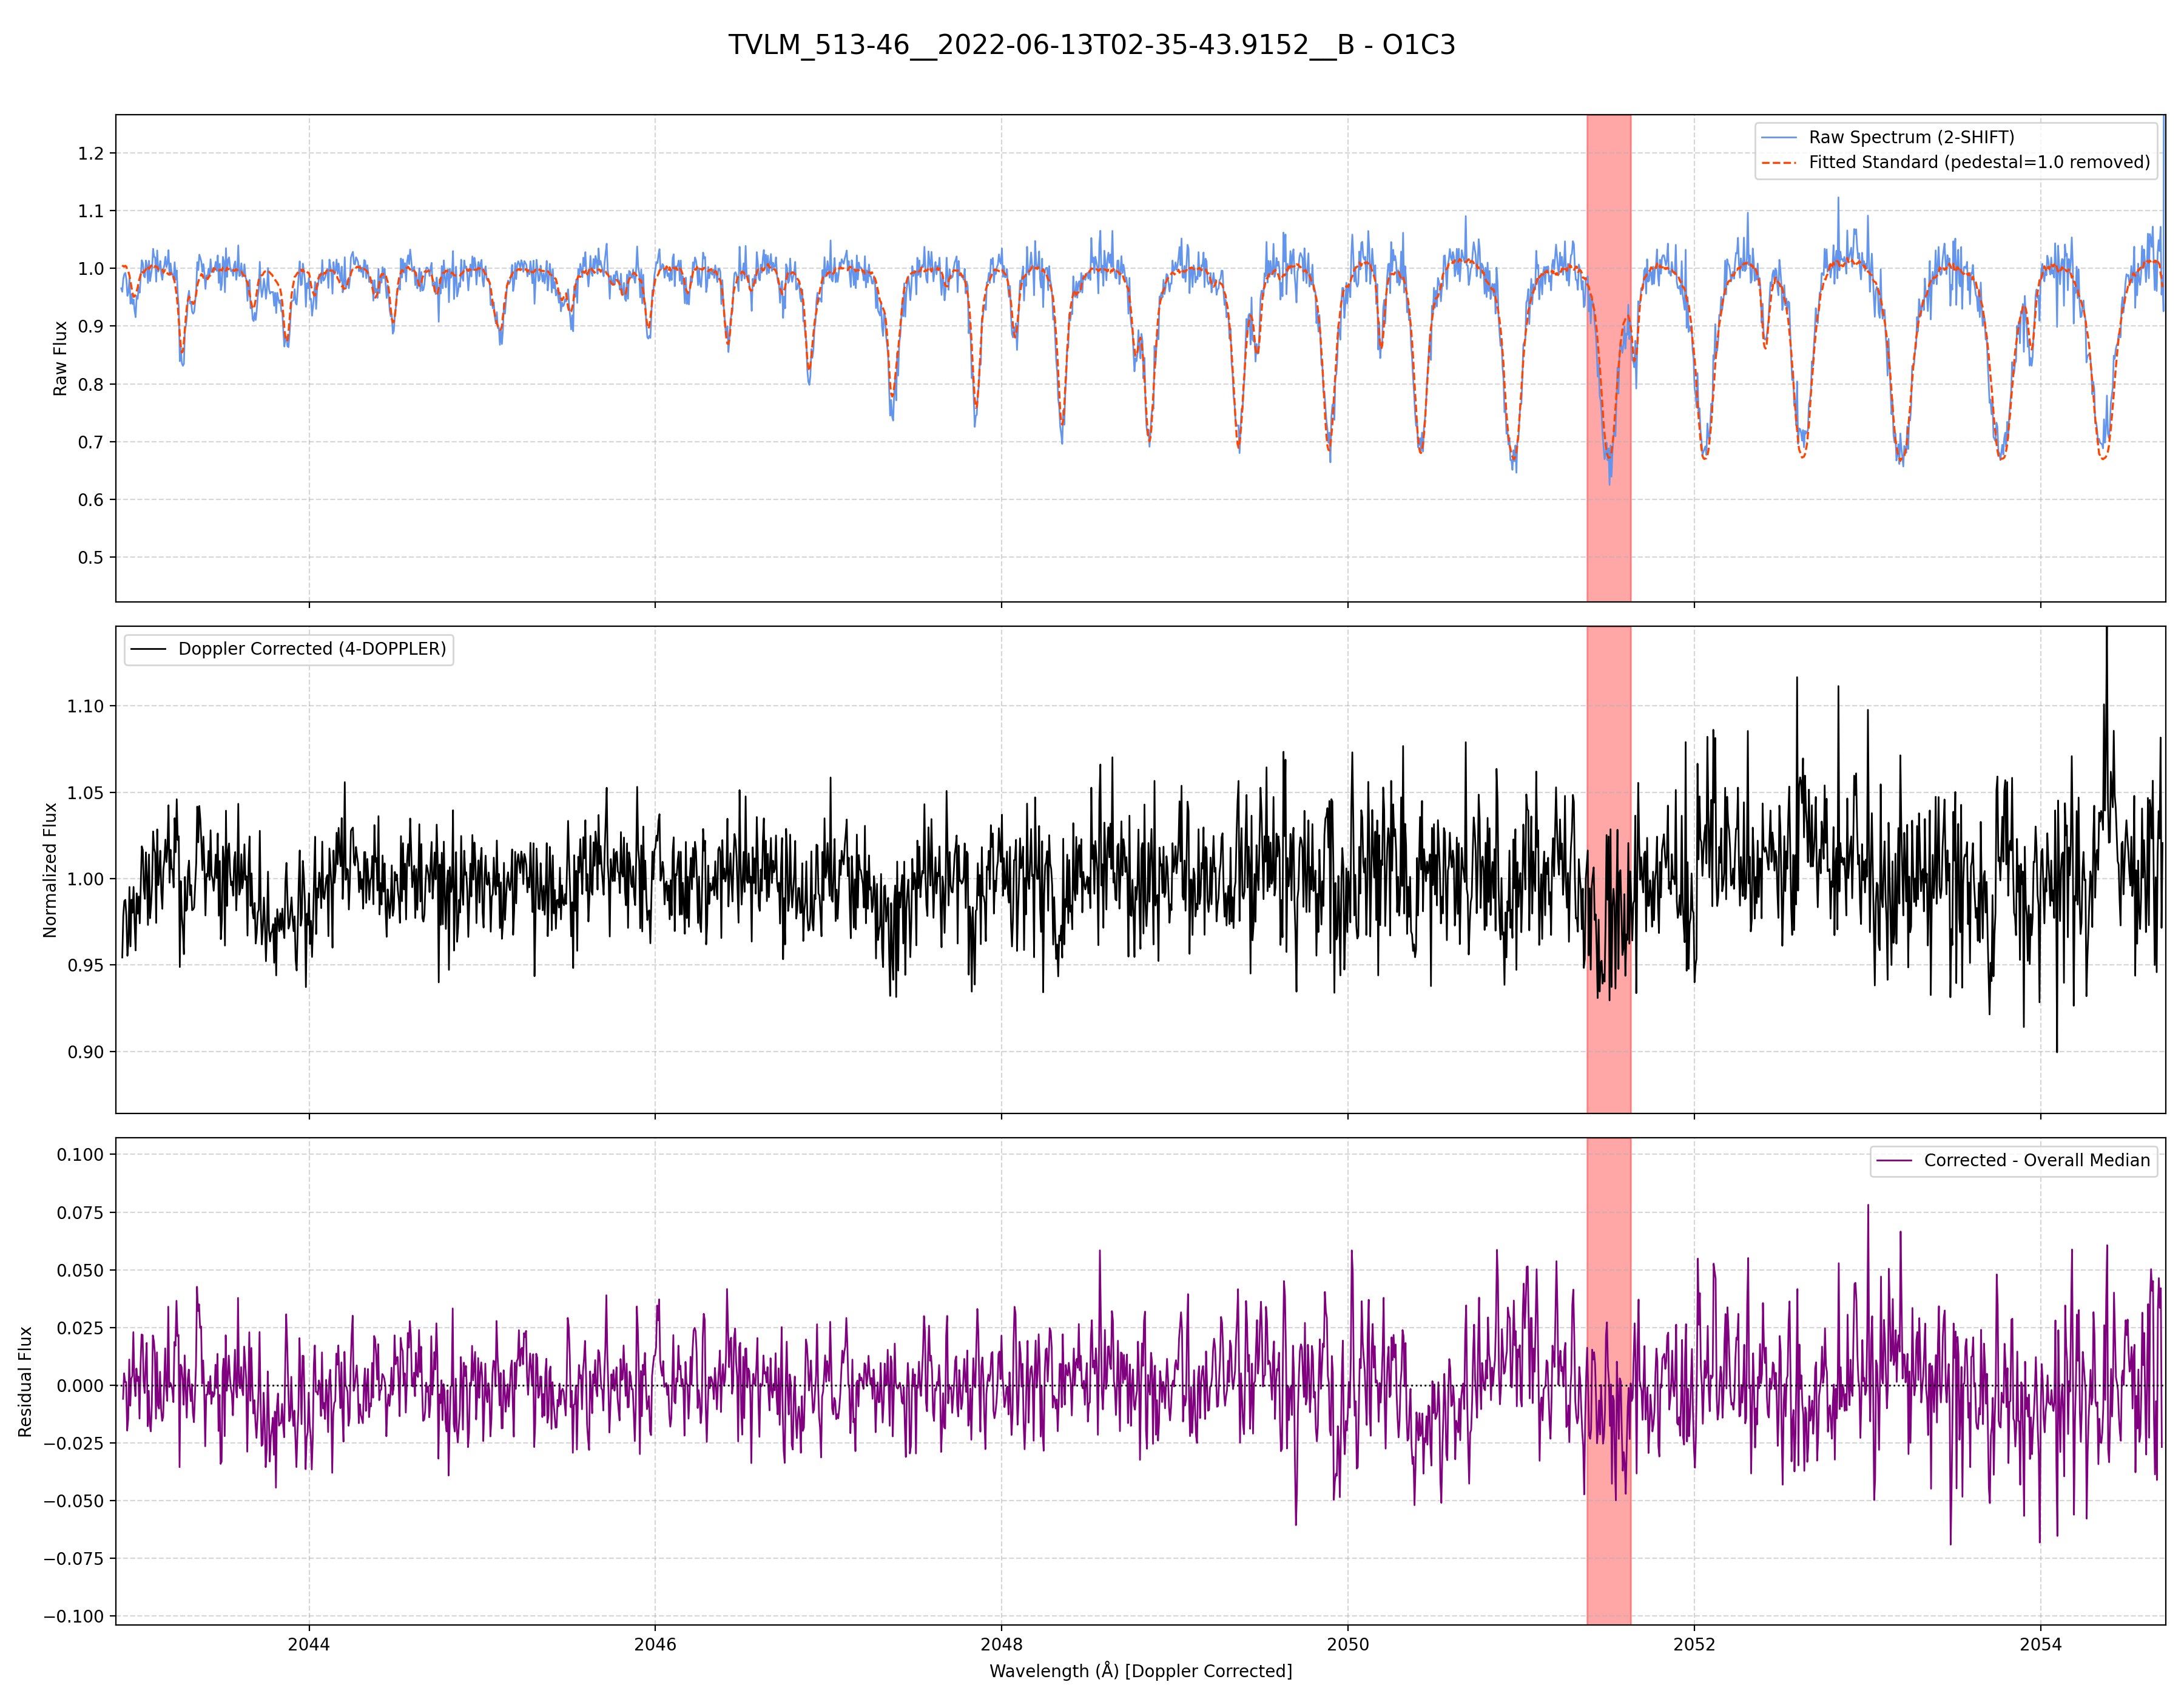 TVLM_513-46__2022-06-13T02-35-43.9152__B - O1C3
Raw Spectrum (2-SHIFT)
Fitted Standard (pedestal=1.0 removed)
1.2
1.1
1.0
0.9
0.8
0.7
0.6
0.5
Raw Flux
Doppler Corrected (4-DOPPLER)
1.10
1.05
1.00
0.95
0.90
Normalized Flux
Corrected - Overall Median
0.100
0.075
0.050
0.025
0.000
−0.025
−0.050
−0.075
−0.100
Residual Flux
2044 2046 2048 2050 2052 2054
Wavelength (Å) [Doppler Corrected]